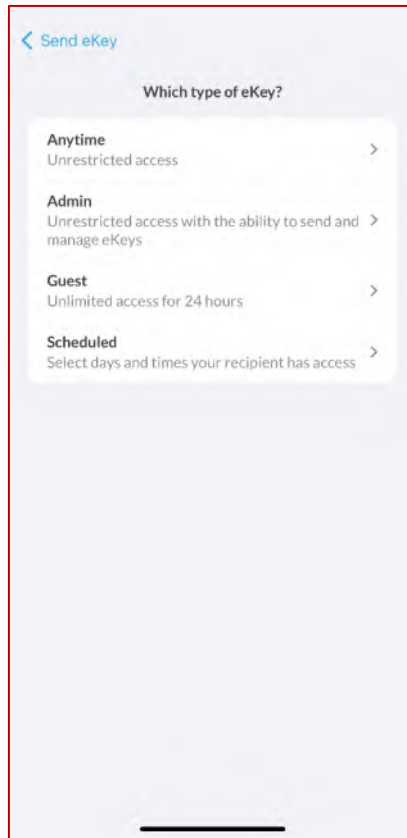 Send eKey
Which type of eKey?
Anytime
Unrestricted access
Admin
Unrestricted access with the ability to send and
manage eKeys
Guest
Unlimited access for 24 hours
Scheduled
Select days and times your recipient has access